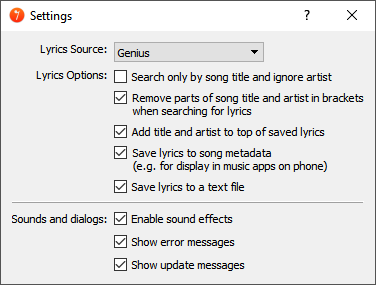 Settings
?
Lyrics Source:
Genius
Lyrics Options:
Search only by song title and ignore artist
Remove parts of song title and artist in brackets
when searching for lyrics
Add title and artist to top of saved lyrics
Save lyrics to song metadata
(e.g. for display in music apps on phone)
Save lyrics to a text file
Sounds and dialogs:
Enable sound effects
Show error messages
Show update messages